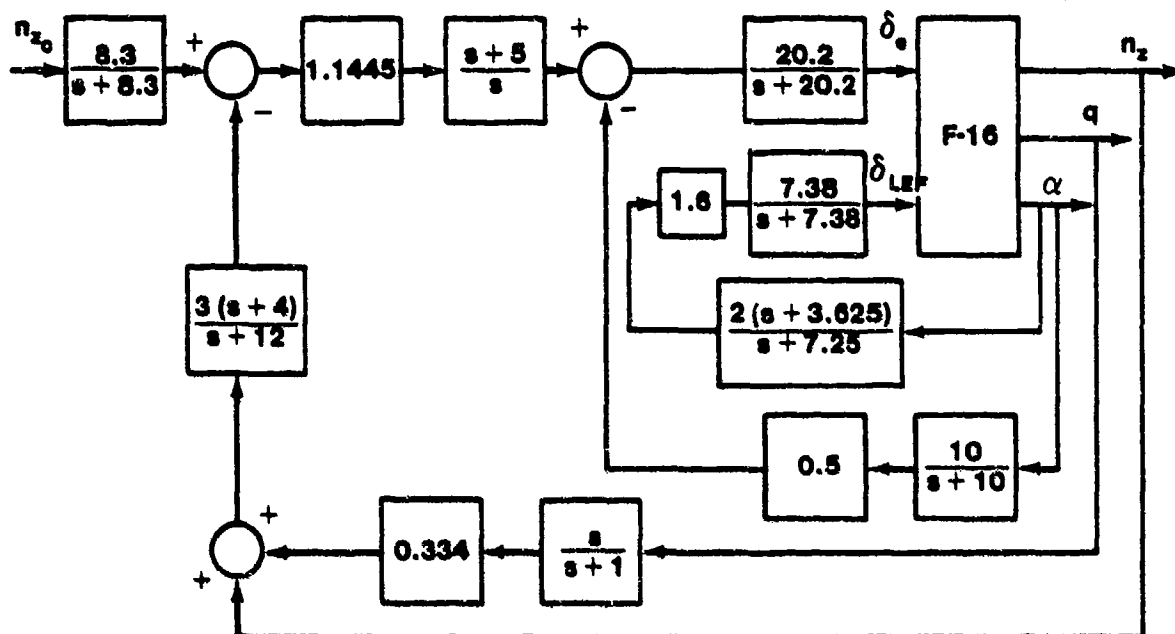 n_z_c
8.3
s + 8.3
+
−
1.1445
s + 5
s
+
−
20.2
s + 20.2
δ_e
F-16
n_z
q
α
1.6
7.38
s + 7.38
δ_LEF
2 (s + 3.625)
s + 7.25
3 (s + 4)
s + 12
0.5
10
s + 10
+
+
0.334
s
s + 1